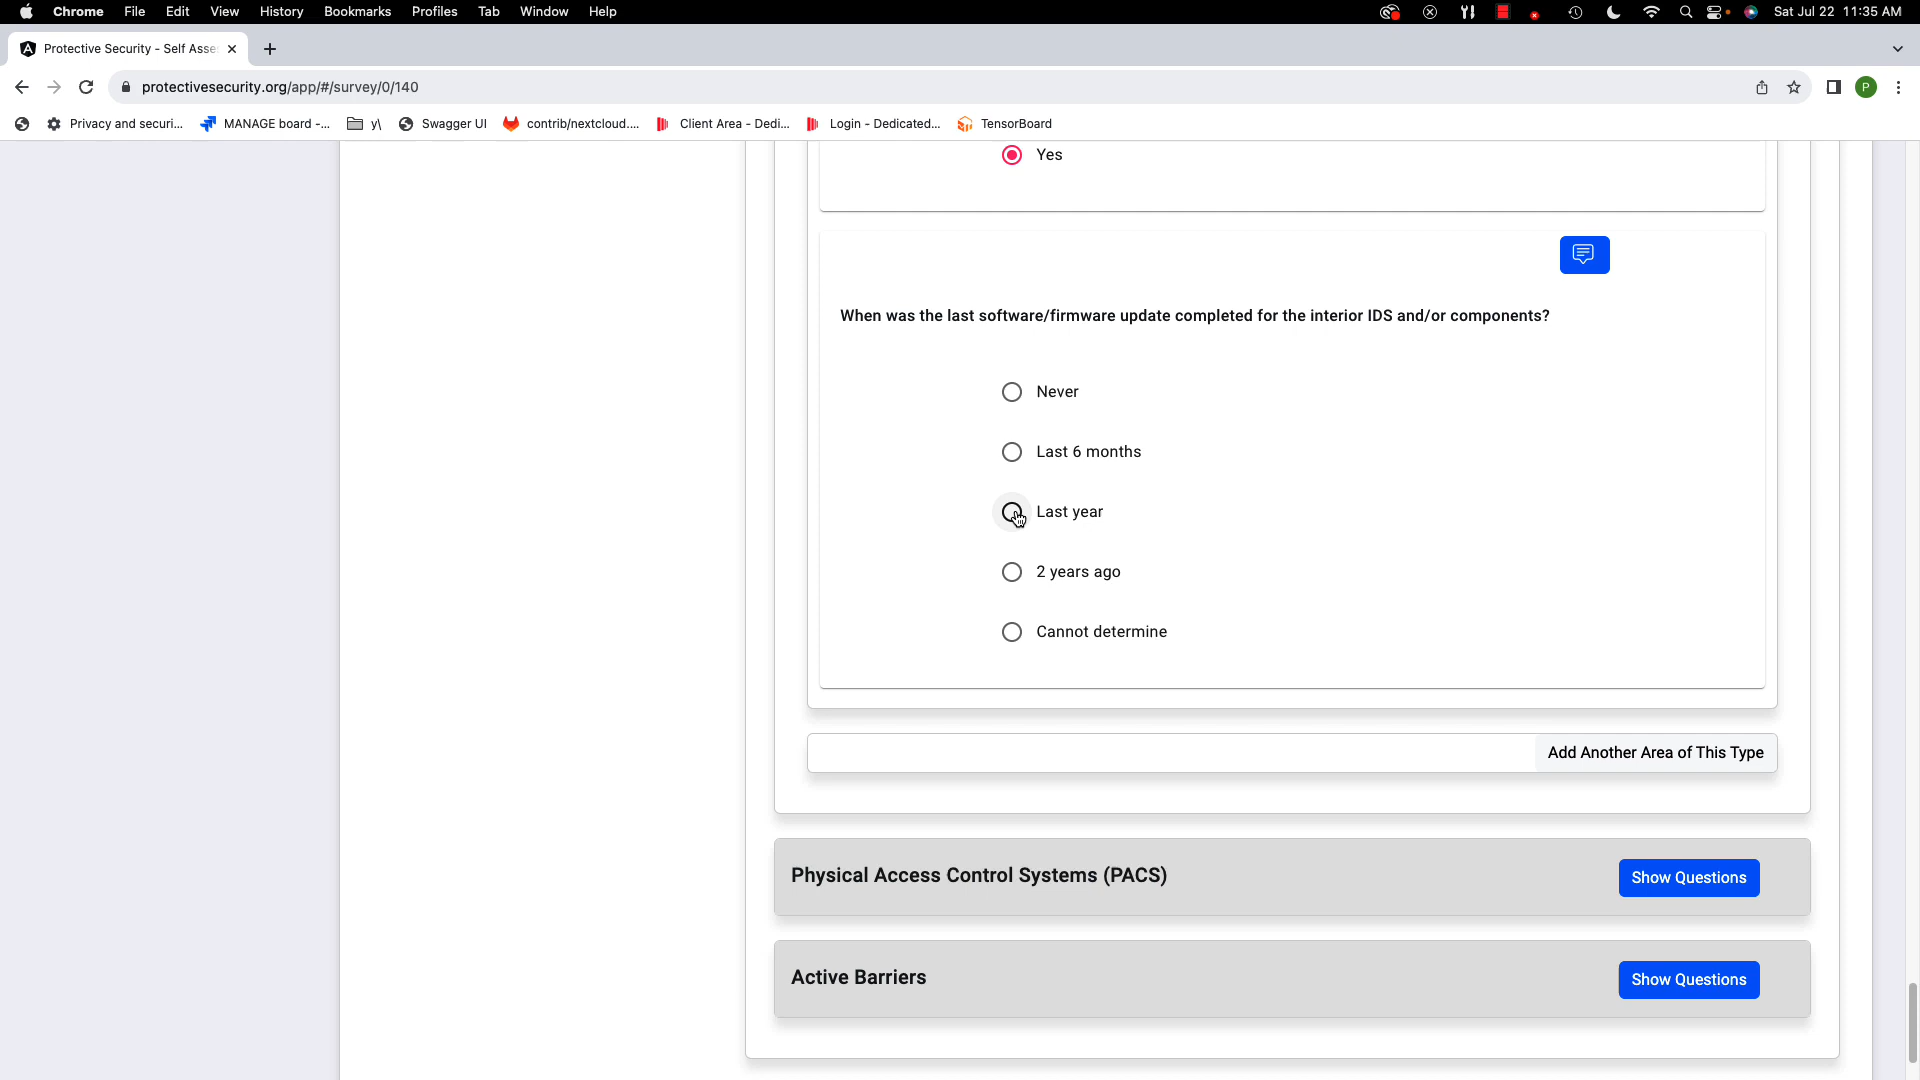 Chrome File Edit View History Bookmarks Profiles Tab Window Help Sat Jul 22 11:35 AM
Protective Security - Self Asse
protectivesecurity.org/app/#/survey/0/140 P
Privacy and securi... MANAGE board -... y\ Swagger UI contrib/nextcloud.... Client Area - Dedi... Login - Dedicated... TensorBoard
Yes
When was the last software/firmware update completed for the interior IDS and/or components?
Never
Last 6 months
Last year
2 years ago
Cannot determine
Add Another Area of This Type
Physical Access Control Systems (PACS) Show Questions
Active Barriers Show Questions